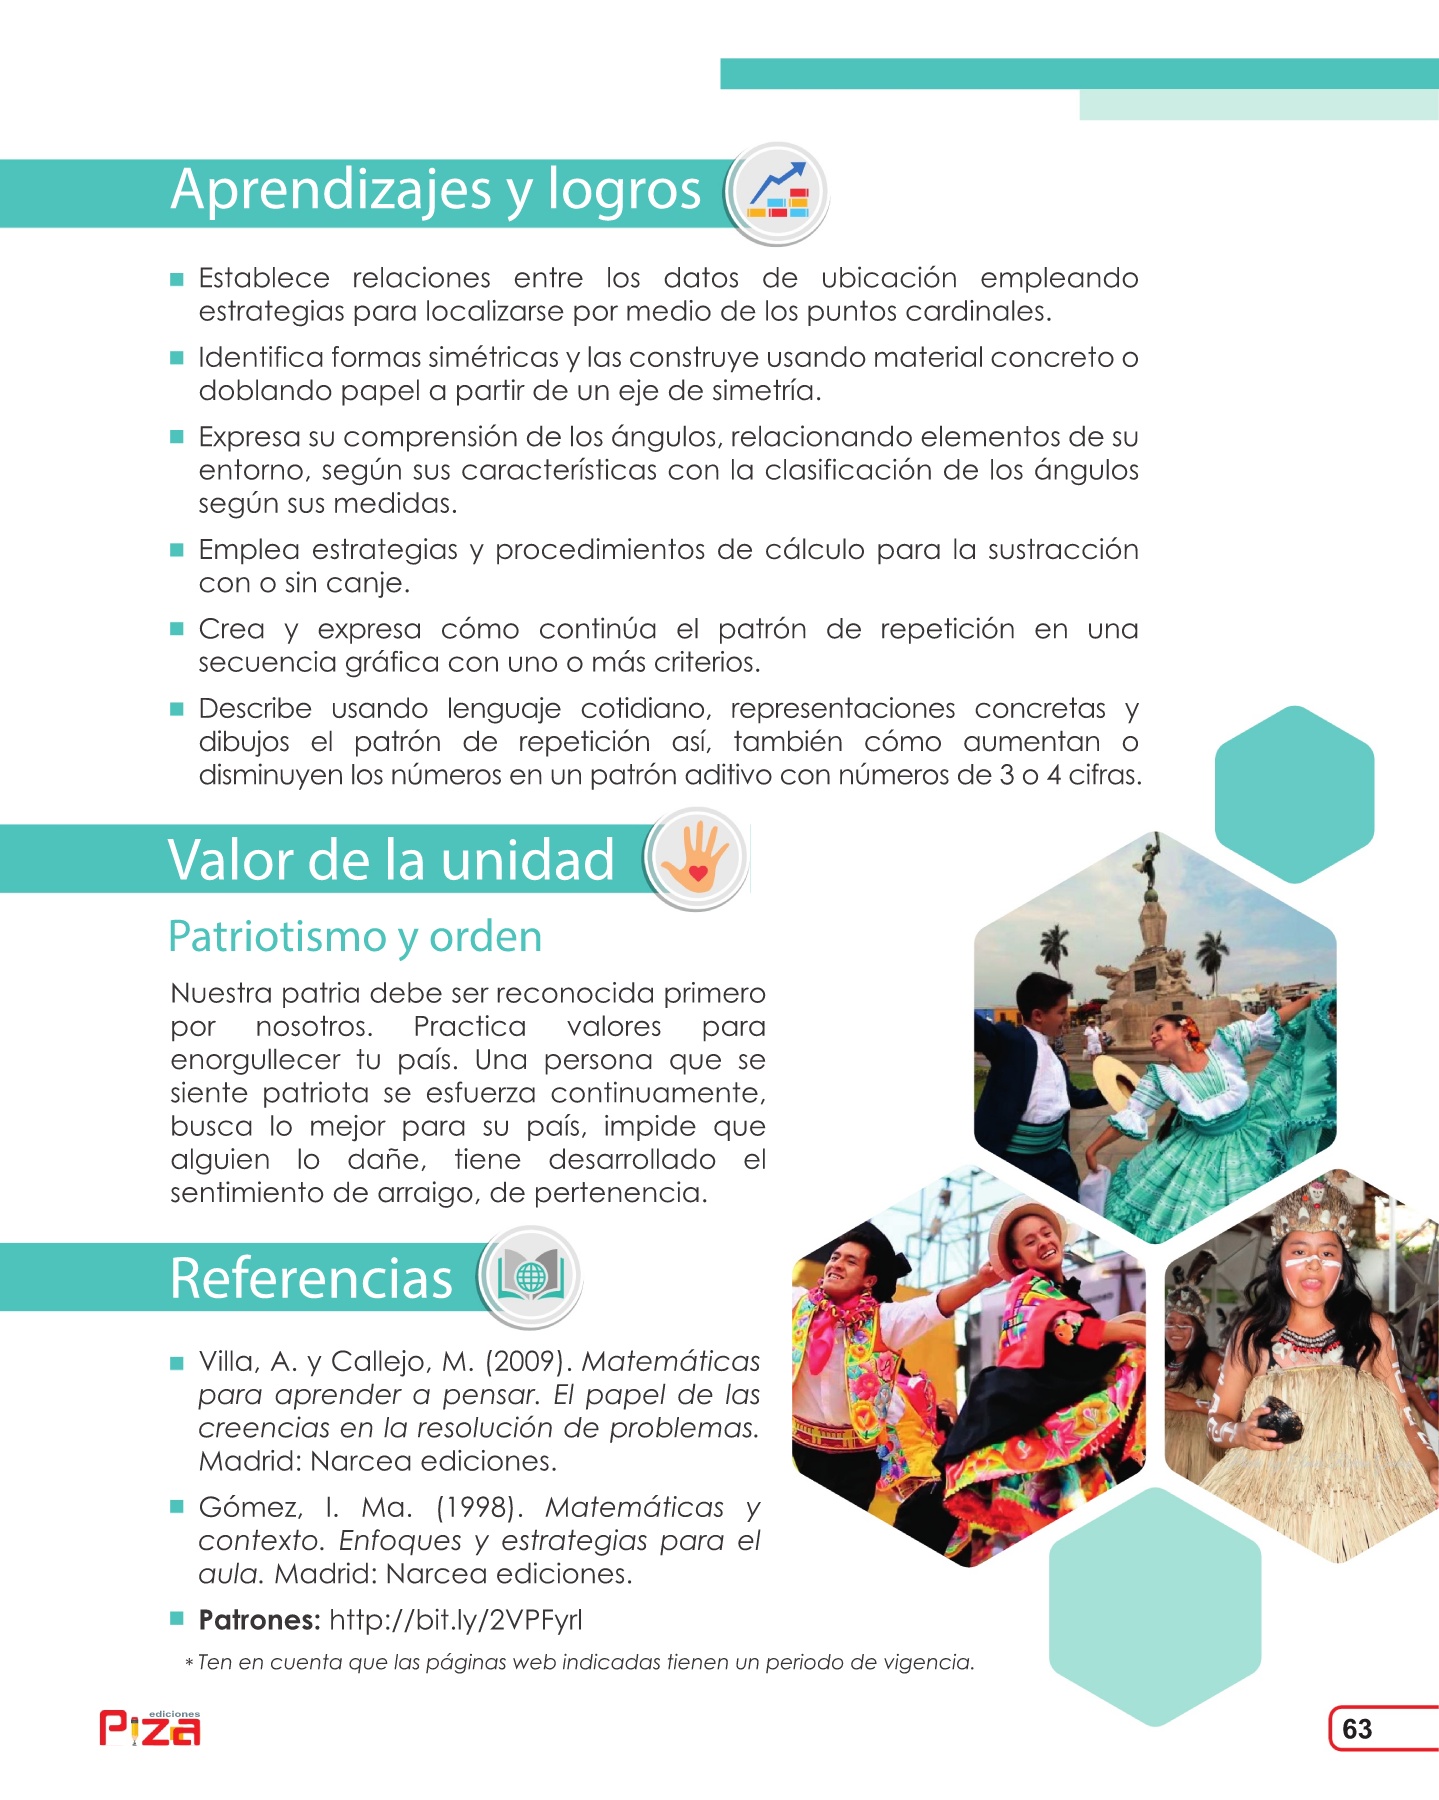 Aprendizajes y logros
Establece relaciones entre los datos de ubicación empleando
estrategias para localizarse por medio de los puntos cardinales.
Identifica formas simétricas y las construye usando material concreto o
doblando papel a partir de un eje de simetría.
Expresa su comprensión de los ángulos, relacionando elementos de su
entorno, según sus características con la clasificación de los ángulos
según sus medidas.
Emplea estrategias y procedimientos de cálculo para la sustracción
con o sin canje.
Crea y expresa cómo continúa el patrón de repetición en una
secuencia gráfica con uno o más criterios.
Describe usando lenguaje cotidiano, representaciones concretas y
dibujos el patrón de repetición así, también cómo aumentan o
disminuyen los números en un patrón aditivo con números de 3 o 4 cifras.
Valor de la unidad
Patriotismo y orden
Nuestra patria debe ser reconocida primero
por nosotros. Practica valores para
enorgullecer tu país. Una persona que se
siente patriota se esfuerza continuamente,
busca lo mejor para su país, impide que
alguien lo dañe, tiene desarrollado el
sentimiento de arraigo, de pertenencia.
Referencias
Villa, A. y Callejo, M. (2009). Matemáticas
para aprender a pensar. El papel de las
creencias en la resolución de problemas.
Madrid: Narcea ediciones.
Gómez, I. Ma. (1998). Matemáticas y
contexto. Enfoques y estrategias para el
aula. Madrid: Narcea ediciones.
Patrones: http://bit.ly/2VPFyrl
* Ten en cuenta que las páginas web indicadas tienen un periodo de vigencia.
ediciones
Piza
63